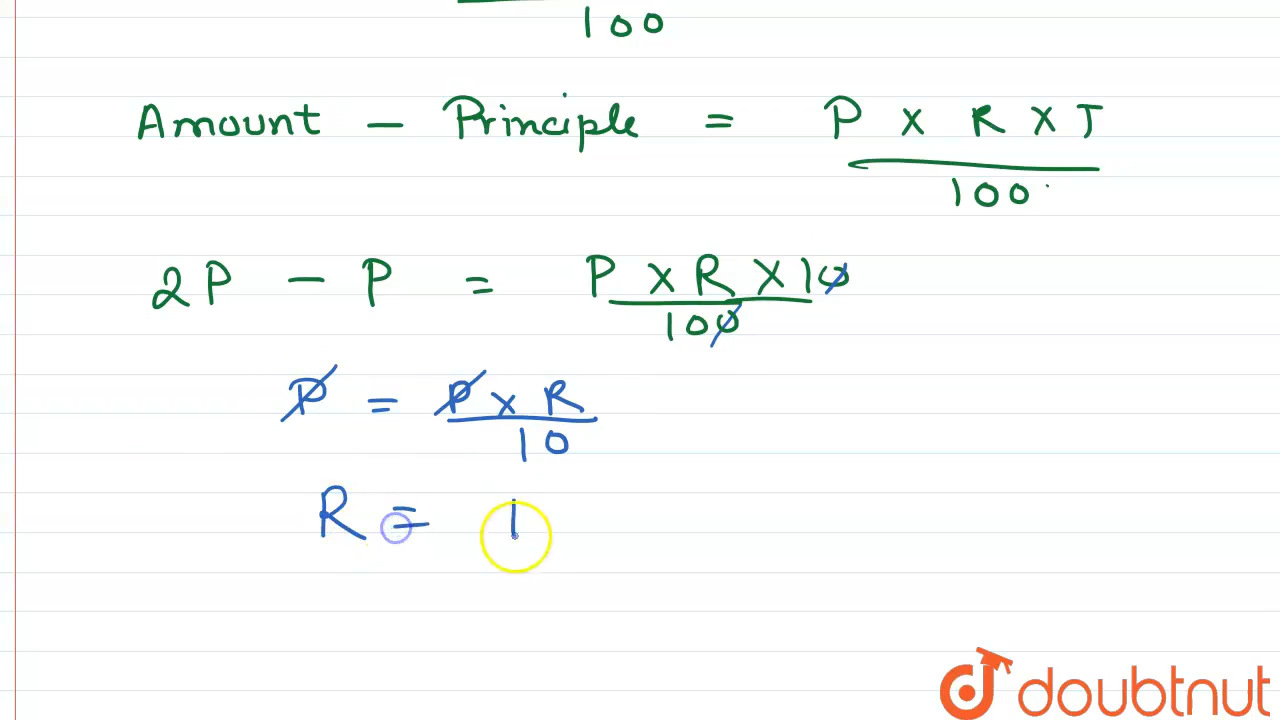 100
Amount - Principle = P × R × T
100
2P - P = P × R × 10
100
P = P × R
10
R = 1
doubtnut